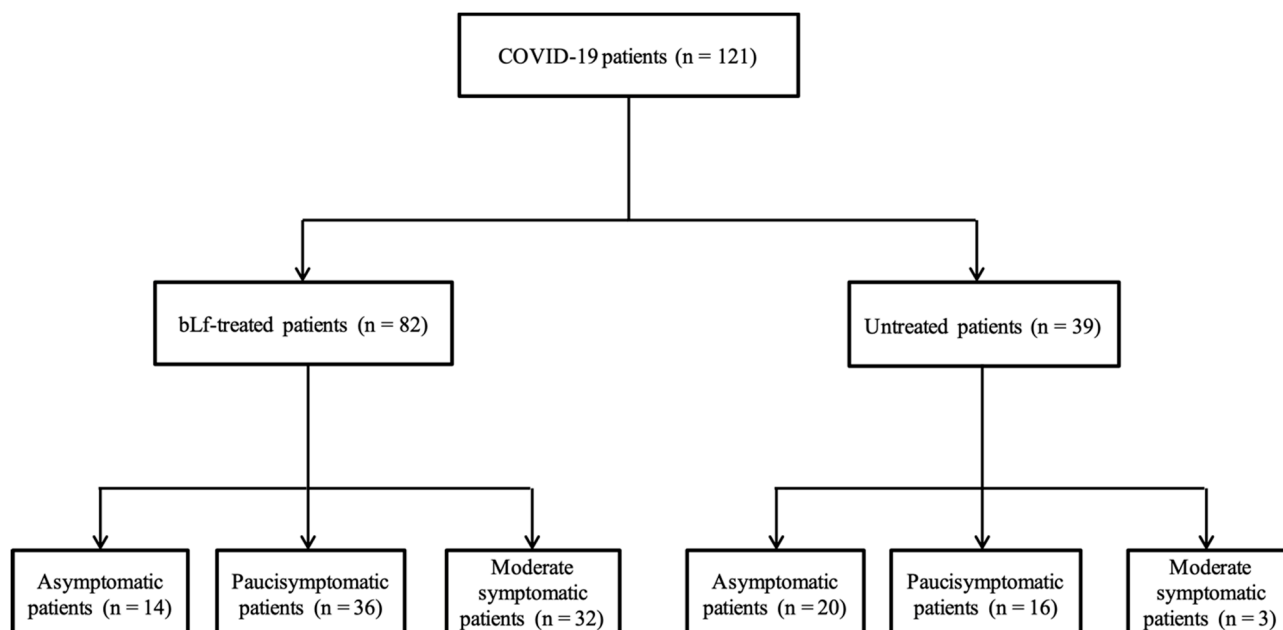 COVID-19 patients (n = 121)
bLf-treated patients (n = 82)
Untreated patients (n = 39)
Asymptomatic
patients (n = 14)
Paucisymptomatic
patients (n = 36)
Moderate
symptomatic
patients (n = 32)
Asymptomatic
patients (n = 20)
Paucisymptomatic
patients (n = 16)
Moderate
symptomatic
patients (n = 3)